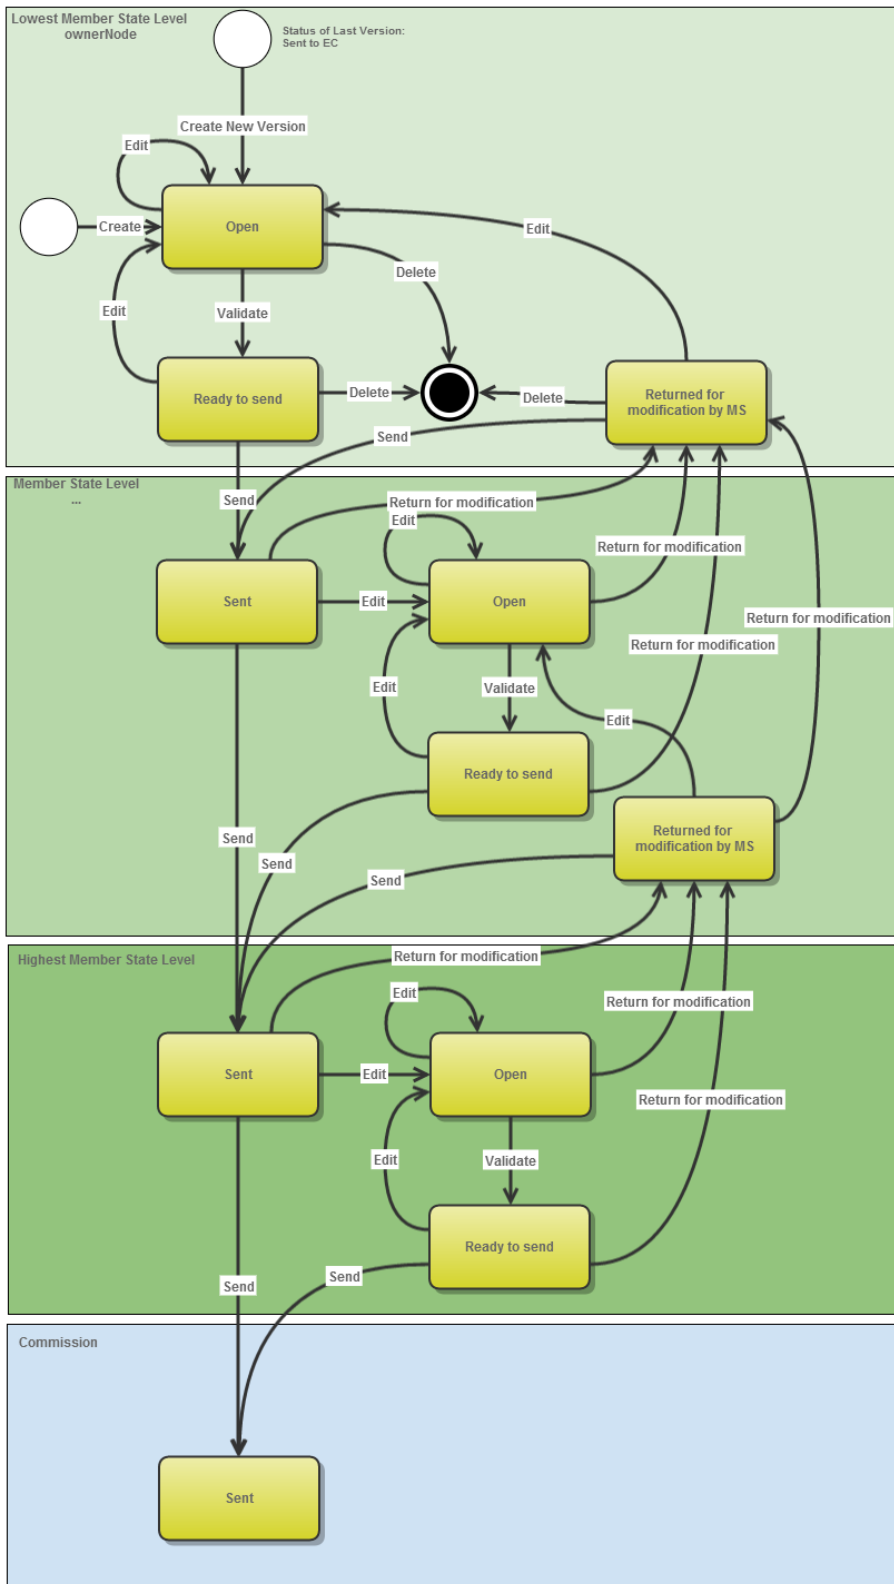 Lowest Member State Level
ownerNode
Status of Last Version:
Sent to EC
Create New Version
Edit
Create
Open
Edit
Delete
Edit
Validate
Ready to send
Delete
Delete
Returned for
modification by MS
Send
Member State Level
...
Send
Return for modification
Edit
Return for modification
Sent
Edit
Open
Return for modification
Return for modification
Edit
Validate
Edit
Ready to send
Send
Send
Returned for
modification by MS
Send
Highest Member State Level
Return for modification
Edit
Return for modification
Sent
Edit
Open
Return for modification
Edit
Validate
Ready to send
Send
Send
Commission
Sent